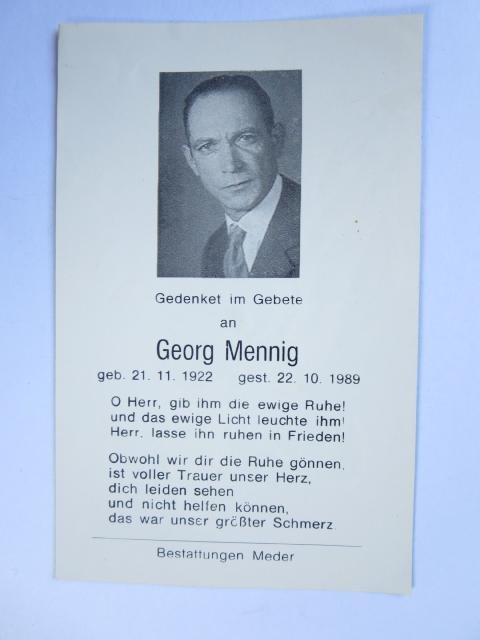 Gedenket im Gebete
an
Georg Mennig
geb. 21. 11. 1922 gest. 22. 10. 1989
O Herr, gib ihm die ewige Ruhe!
und das ewige Licht leuchte ihm!
Herr, lasse ihn ruhen in Frieden!
Obwohl wir dir die Ruhe gönnen,
ist voller Trauer unser Herz,
dich leiden sehen
und nicht helfen können,
das war unser größter Schmerz
Bestattungen Meder